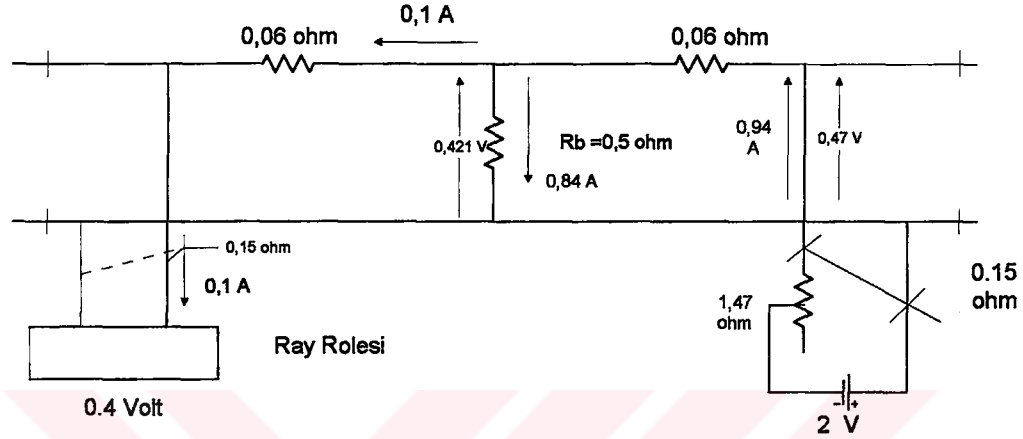 0,1 A
0,06 ohm
0,06 ohm
0,421 V
Rb =0,5 ohm
0,84 A
0,94
A
0,47 V
0,15 ohm
0,1 A
Ray Rolesi
0.4 Volt
1,47
ohm
0.15
ohm
- +
2 V